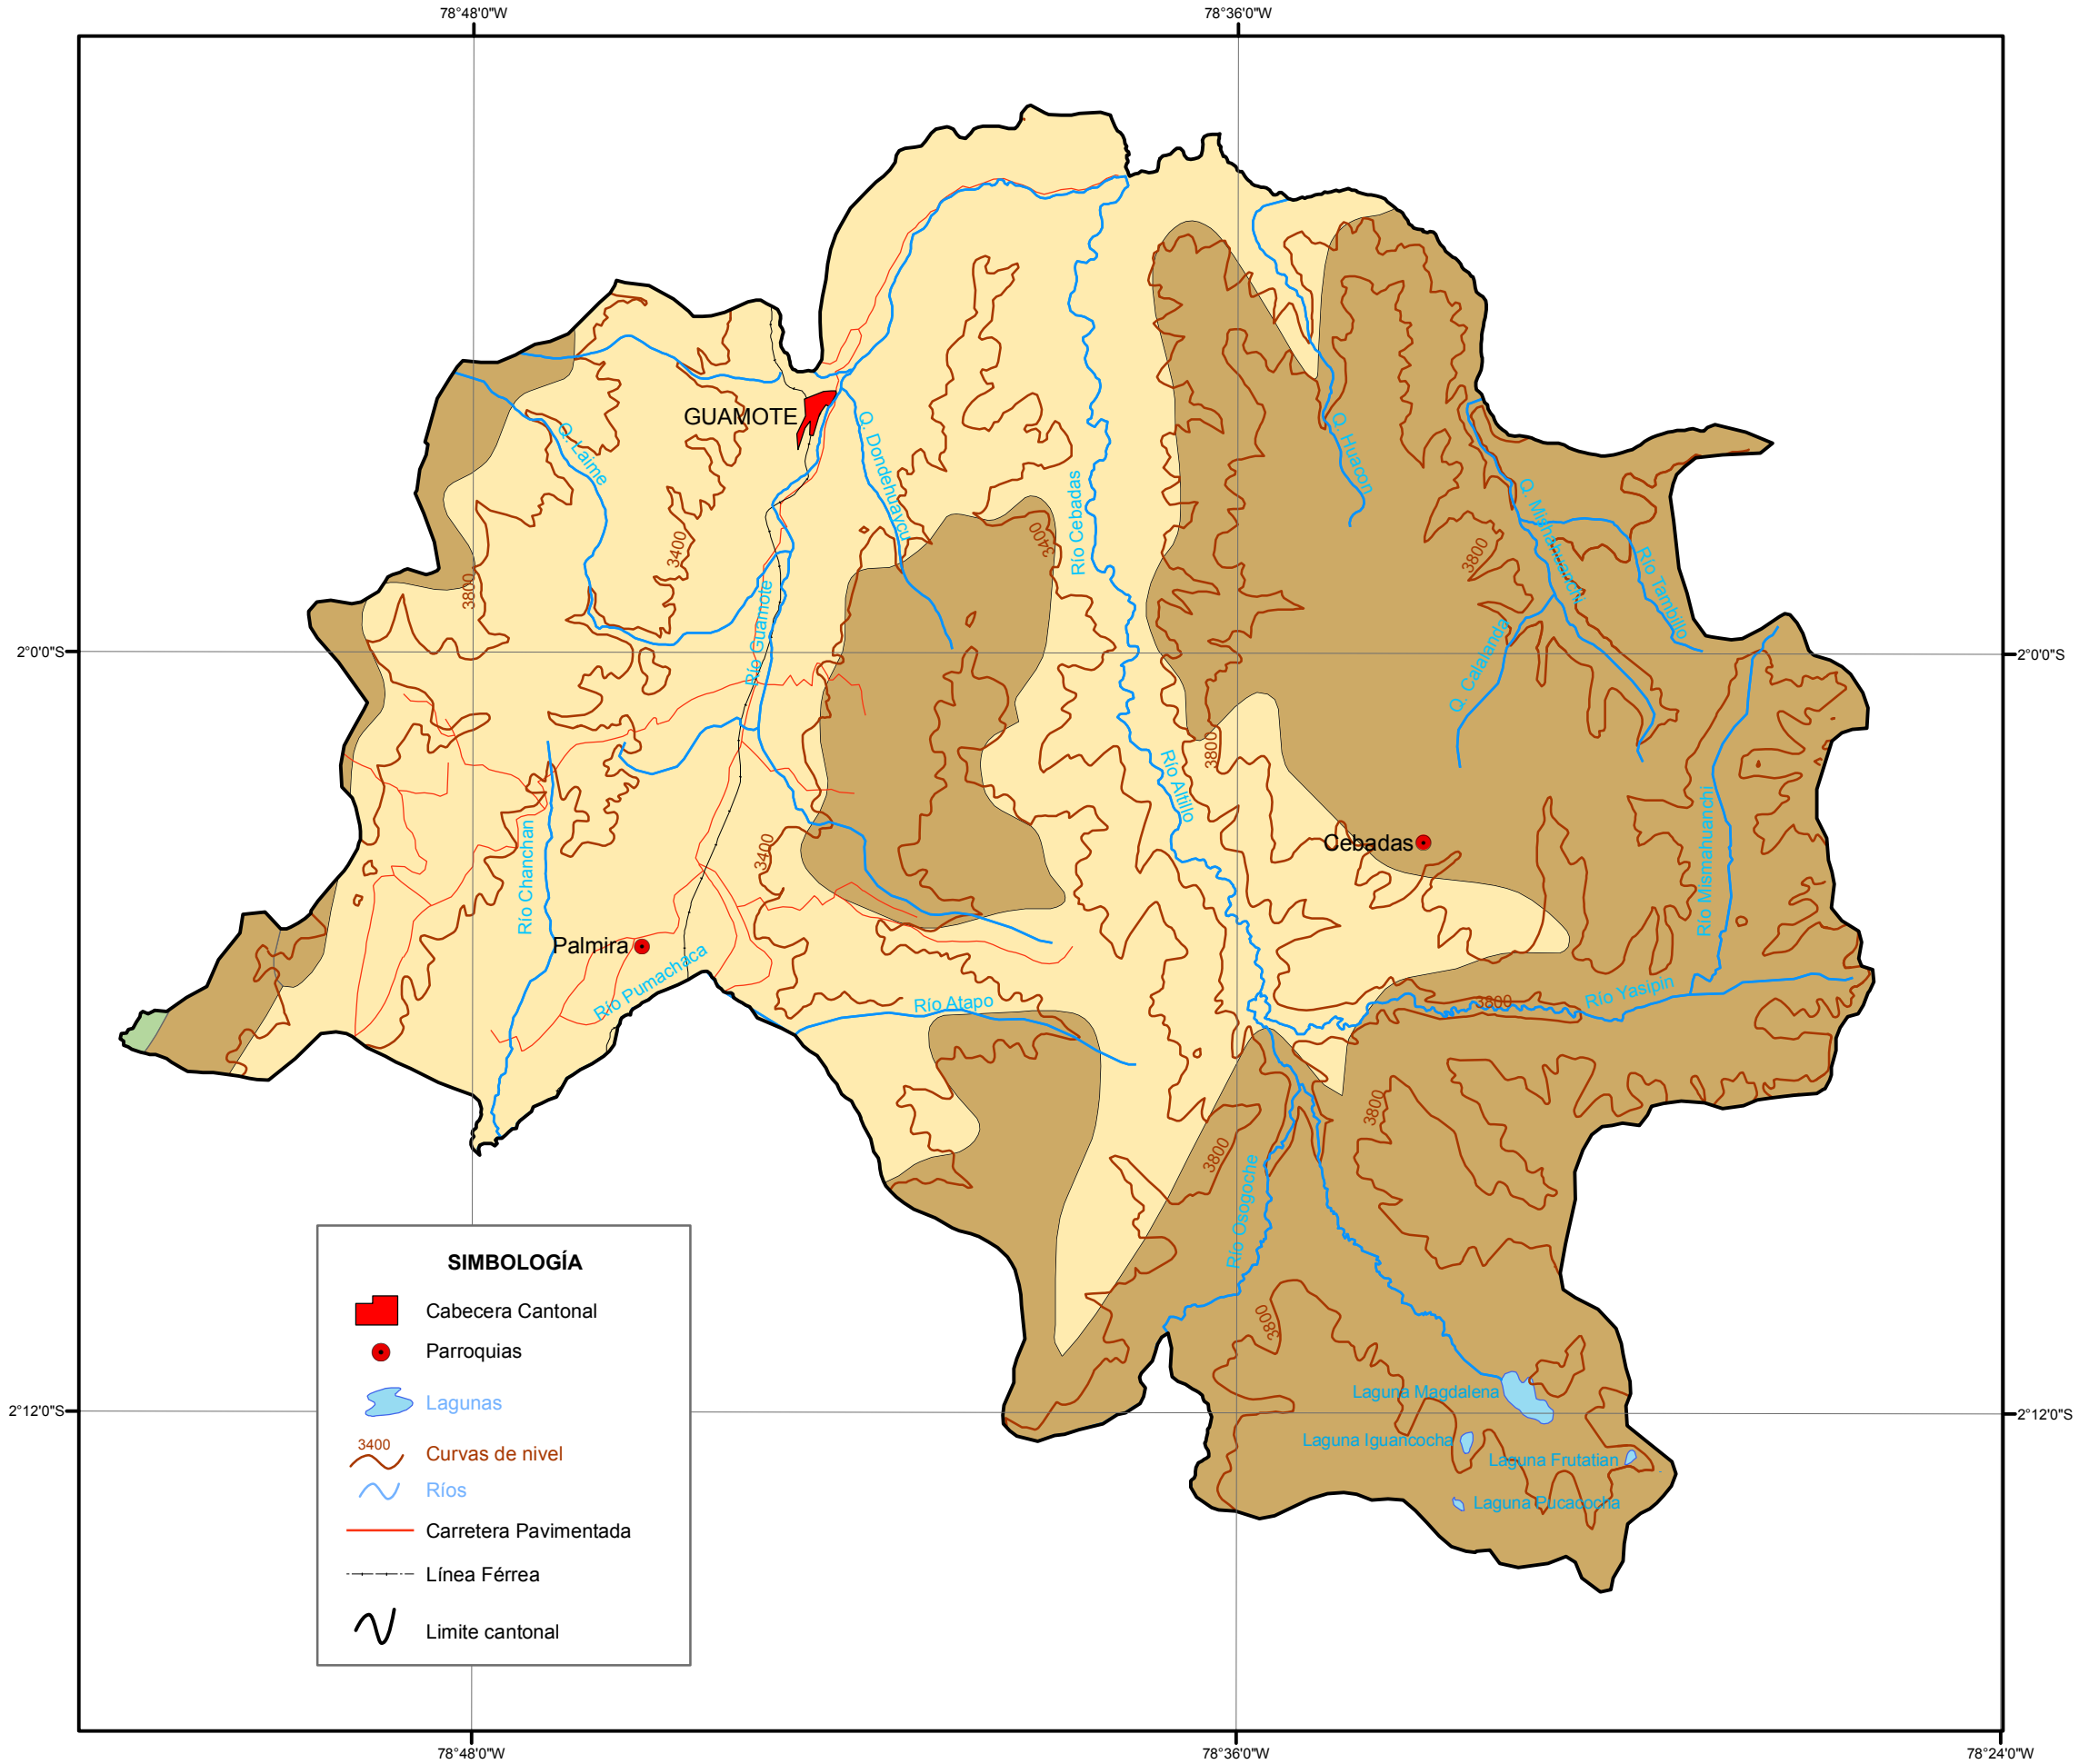 78°48'0"W
78°36'0"W
GUAMOTE
Q. Laime
Q. Dondehuaycu
Río Cebadas
Q. Huacon
Q. Mishahuanchi
Río Tambillo
3400
3400
3800
3800
Río Guamote
Q. Calalanda
2°0'0"S
2°0'0"S
3800
Río Altillo
Río Chanchan
3400
Cebadas
Río Mismahuanchi
Palmira
Río Pumachaca
Río Atapo
3800
Río Yasipin
3800
3800
Río Osogoche
3800
Laguna Magdalena
2°12'0"S
2°12'0"S
Laguna Iguancocha
Laguna Frutatian
Laguna Pucacocha
SIMBOLOGÍA
Cabecera Cantonal
Parroquias
Lagunas
3400
Curvas de nivel
Ríos
Carretera Pavimentada
Línea Férrea
Limite cantonal
78°48'0"W
78°36'0"W
78°24'0"W